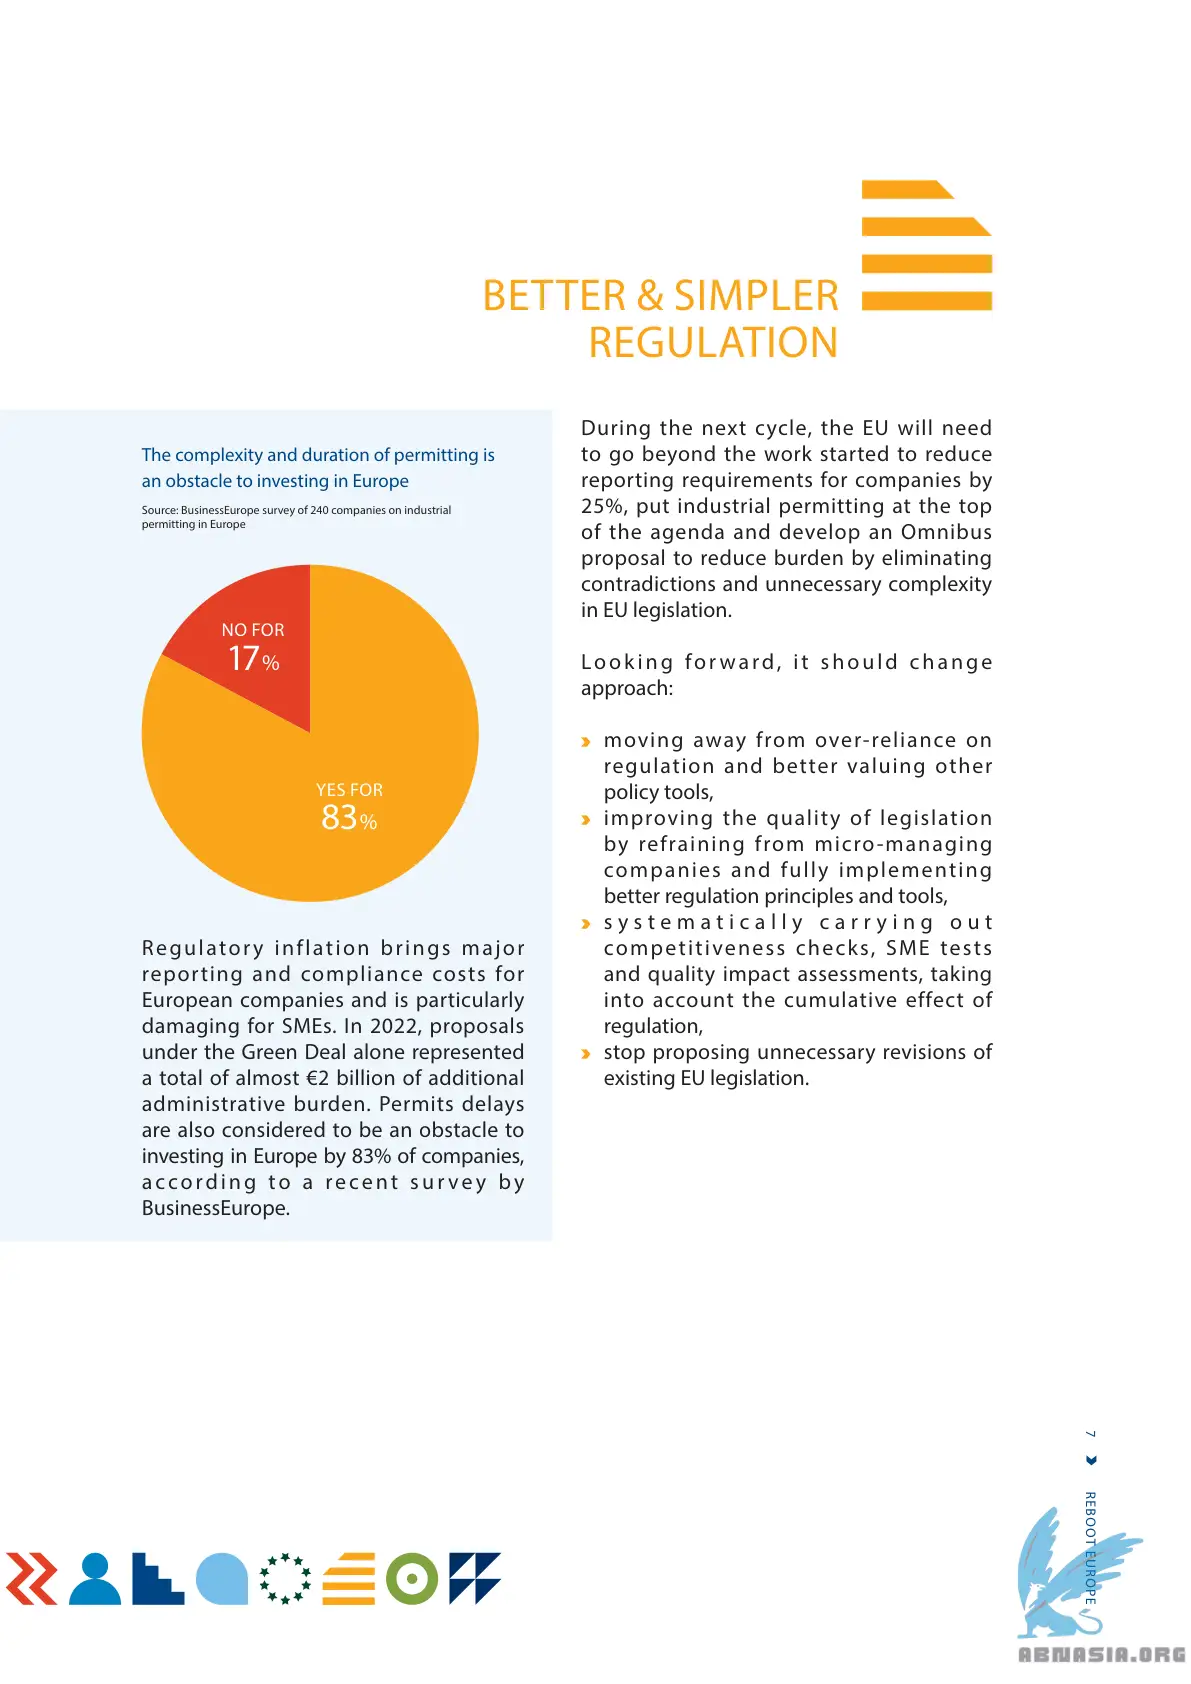 BETTER & SIMPLER
REGULATION
The complexity and duration of permitting is
an obstacle to investing in Europe
Source: BusinessEurope survey of 240 companies on industrial
permitting in Europe
NO FOR
17%
YES FOR
83%
Regulatory inflation brings major
reporting and compliance costs for
European companies and is particularly
damaging for SMEs. In 2022, proposals
under the Green Deal alone represented
a total of almost €2 billion of additional
administrative burden. Permits delays
are also considered to be an obstacle to
investing in Europe by 83% of companies,
according to a recent survey by
BusinessEurope.
During the next cycle, the EU will need
to go beyond the work started to reduce
reporting requirements for companies by
25%, put industrial permitting at the top
of the agenda and develop an Omnibus
proposal to reduce burden by eliminating
contradictions and unnecessary complexity
in EU legislation.
Looking forward, it should change
approach:
moving away from over-reliance on
regulation and better valuing other
policy tools,
improving the quality of legislation
by refraining from micro-managing
companies and fully implementing
better regulation principles and tools,
systematically carrying out
competitiveness checks, SME tests
and quality impact assessments, taking
into account the cumulative effect of
regulation,
stop proposing unnecessary revisions of
existing EU legislation.
7
REBOOT EUROPE
ABNASIA.ORG